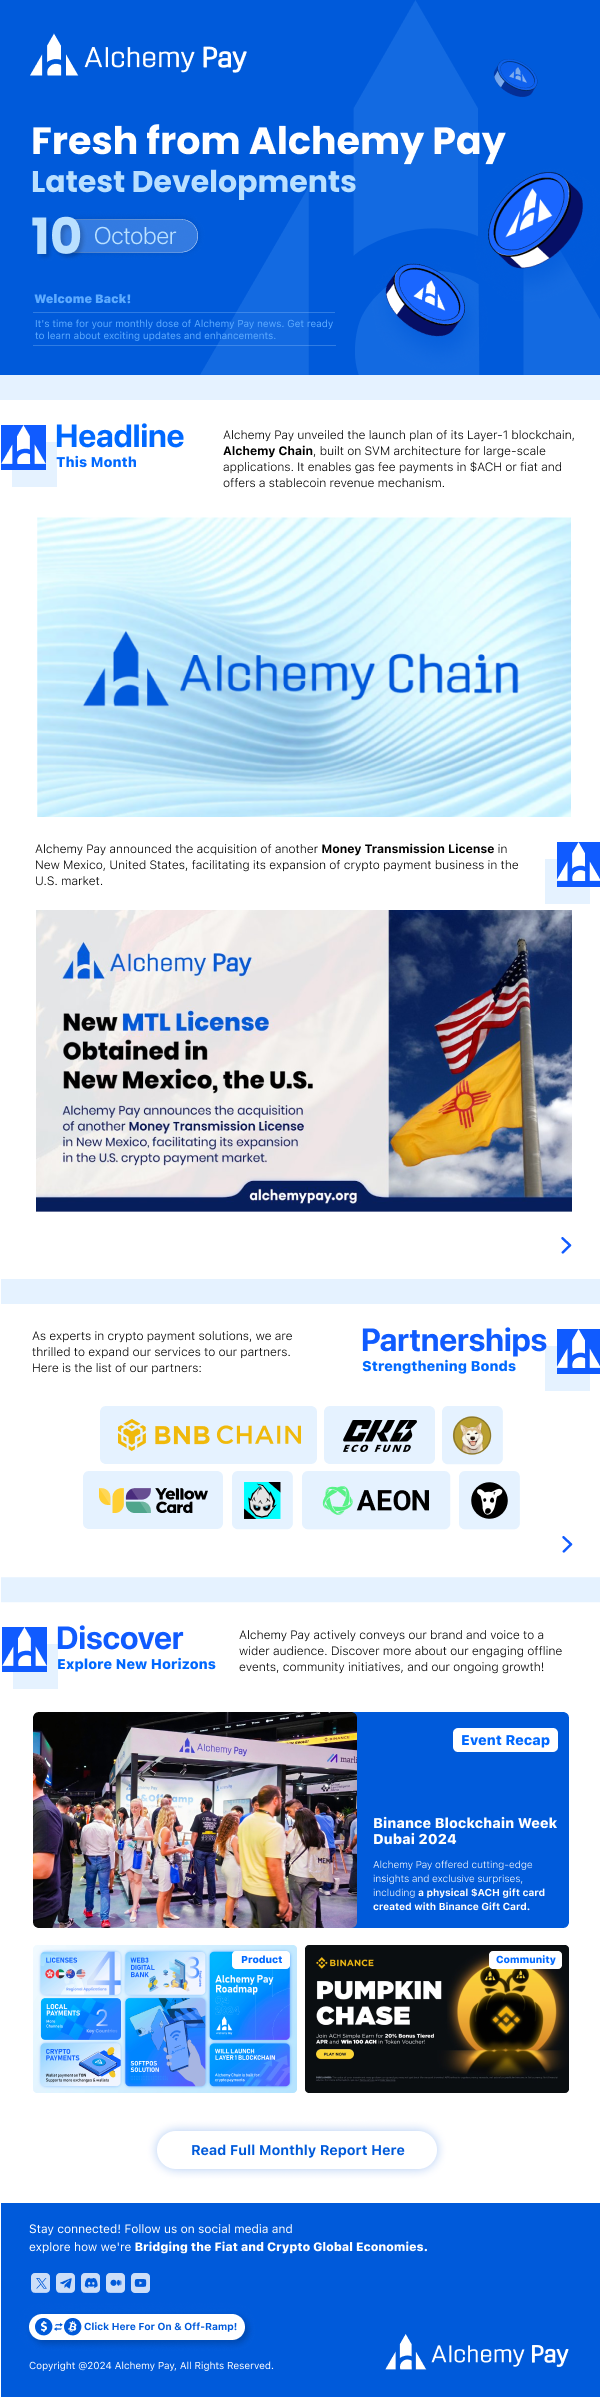 Alchemy Pay
Fresh from Alchemy Pay
Latest Developments
10 October
Welcome Back!
It's time for your monthly dose of Alchemy Pay news. Get ready
to learn about exciting updates and enhancements.
Headline
This Month
Alchemy Pay unveiled the launch plan of its Layer-1 blockchain,
Alchemy Chain, built on SVM architecture for large-scale
applications. It enables gas fee payments in $ACH or fiat and
offers a stablecoin revenue mechanism.
Alchemy Chain
Alchemy Pay announced the acquisition of another Money Transmission License in
New Mexico, United States, facilitating its expansion of crypto payment business in the
U.S. market.
Alchemy Pay
New MTL License
Obtained in
New Mexico, the U.S.
Alchemy Pay announces the acquisition
of another Money Transmission License
in New Mexico, facilitating its expansion
in the U.S. crypto payment market.
alchemypay.org
As experts in crypto payment solutions, we are
thrilled to expand our services to our partners.
Here is the list of our partners:
Partnerships
Strengthening Bonds
BNB CHAIN
CKB
ECO FUND
Yellow
Card
AEON
Discover
Explore New Horizons
Alchemy Pay actively conveys our brand and voice to a
wider audience. Discover more about our engaging offline
events, community initiatives, and our ongoing growth!
Alchemy Pay
Event Recap
Binance Blockchain Week
Dubai 2024
Alchemy Pay offered cutting-edge
insights and exclusive surprises,
including a physical $ACH gift card
created with Binance Gift Card.
LICENSES
4
WEB3
DIGITAL
BANK
3
Product
Alchemy Pay
Roadmap
LOCAL
PAYMENTS
2
CRYPTO
PAYMENTS
SOFTPOS
SOLUTION
WILL LAUNCH
LAYER 1 BLOCKCHAIN
BINANCE
Community
PUMPKIN
CHASE
Join ACH Simple Earn for 20% Bonus Tiered
APR and Win 100 ACH in Token Voucher!
PLAY NOW
Read Full Monthly Report Here
Stay connected! Follow us on social media and
explore how we're Bridging the Fiat and Crypto Global Economies.
Click Here For On & Off-Ramp!
Copyright @2024 Alchemy Pay, All Rights Reserved.
Alchemy Pay